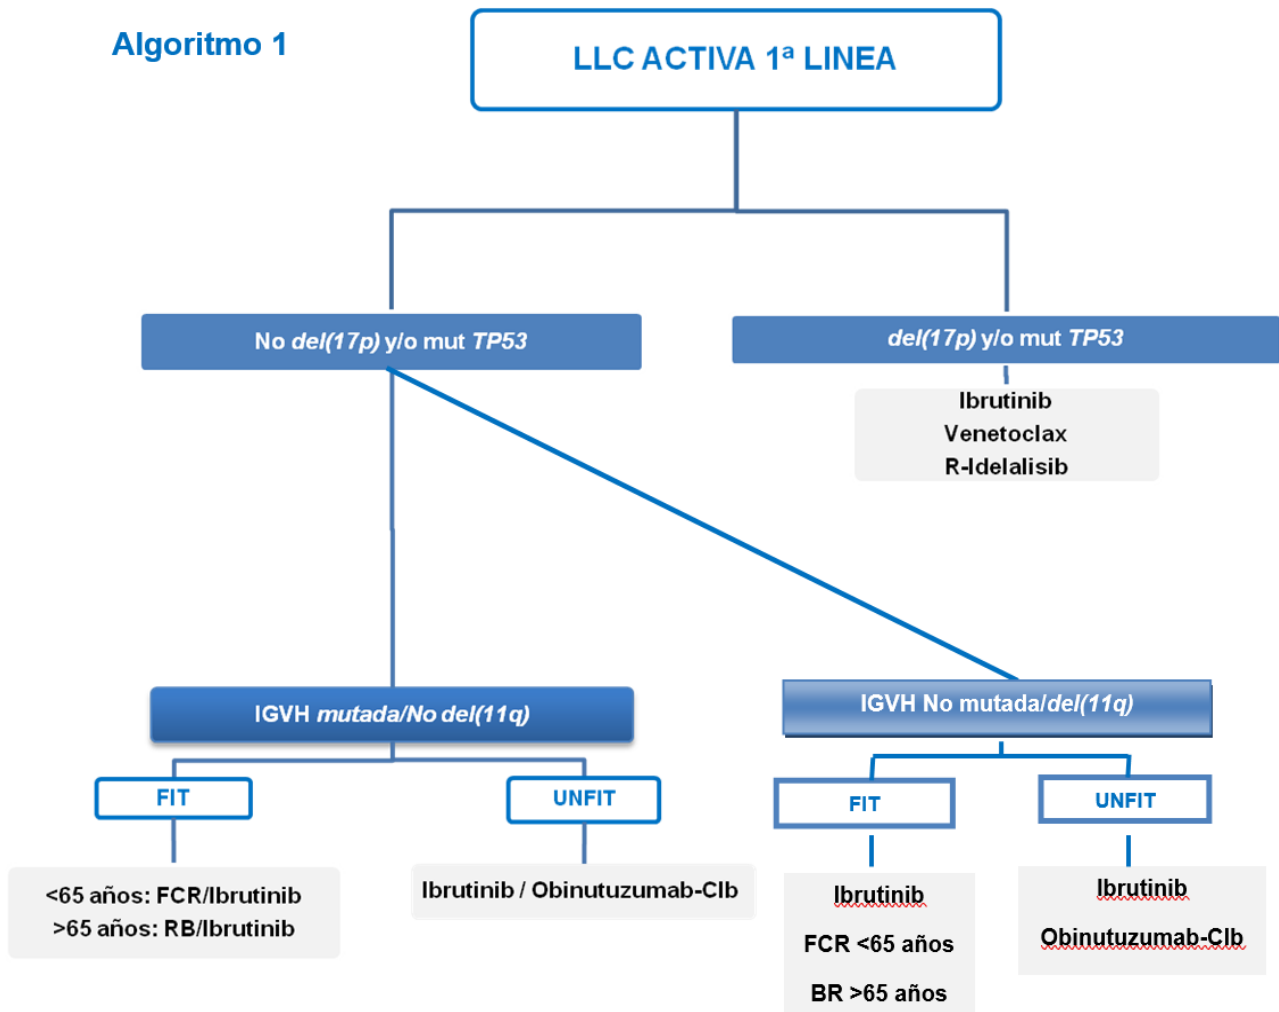 Algoritmo 1
LLC ACTIVA 1ª LINEA
No del(17p) y/o mut TP53
del(17p) y/o mut TP53
Ibrutinib
Venetoclax
R-Idelalisib
IGVH mutada/No del(11q)
IGVH No mutada/del(11q)
FIT
UNFIT
FIT
UNFIT
<65 años: FCR/Ibrutinib
>65 años: RB/Ibrutinib
Ibrutinib / Obinutuzumab-Clb
Ibrutinib
FCR <65 años
BR >65 años
Ibrutinib
Obinutuzumab-Clb